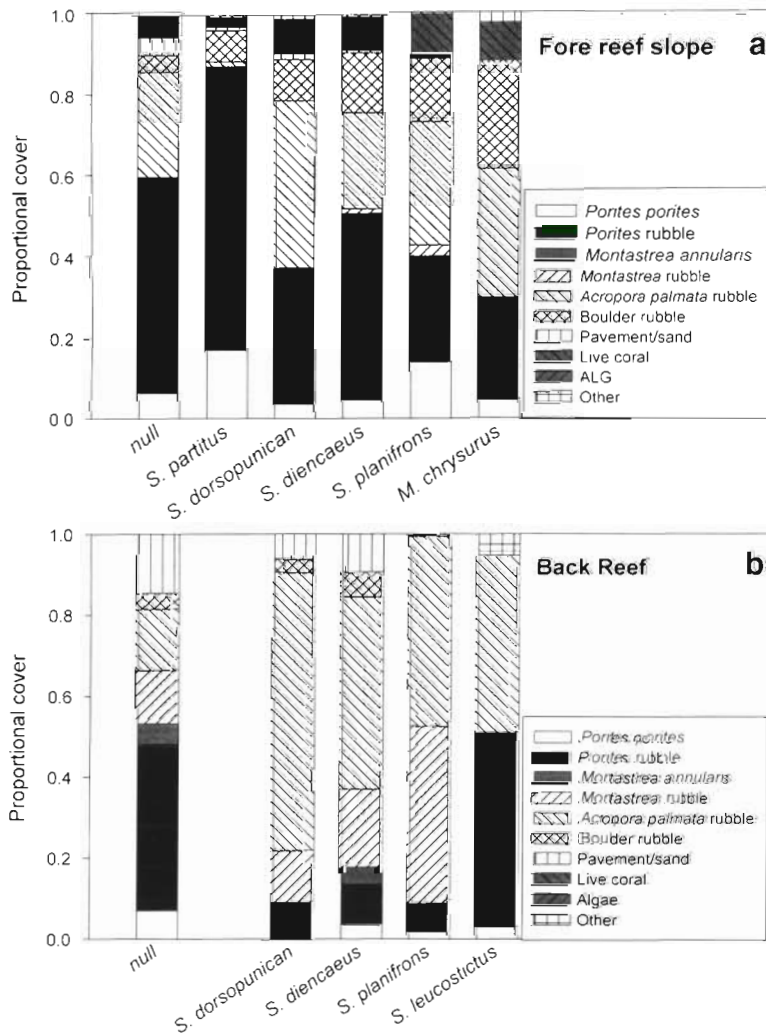 Fore reef slope
a
Proportional cover
1.0
0.8
0.6
0.4
0.2
0.0
Porites porites
Porites rubble
Montastrea annularis
Montastrea rubble
Acropora palmata rubble
Boulder rubble
Pavement/sand
Live coral
ALG
Other
null
S. partitus
S. dorsopunican
S. diencaeus
S. planifrons
M. chrysurus
Back Reef
b
Proportional cover
1.0
0.8
0.6
0.4
0.2
0.0
Porites porites
Porites rubble
Montastrea annularis
Montastrea rubble
Acropora palmata rubble
Boulder rubble
Pavement/sand
Live coral
Algae
Other
null
S. dorsopunican
S. diencaeus
S. planifrons
S. leucostictus